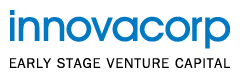 innovacorp
EARLY STAGE VENTURE CAPITAL